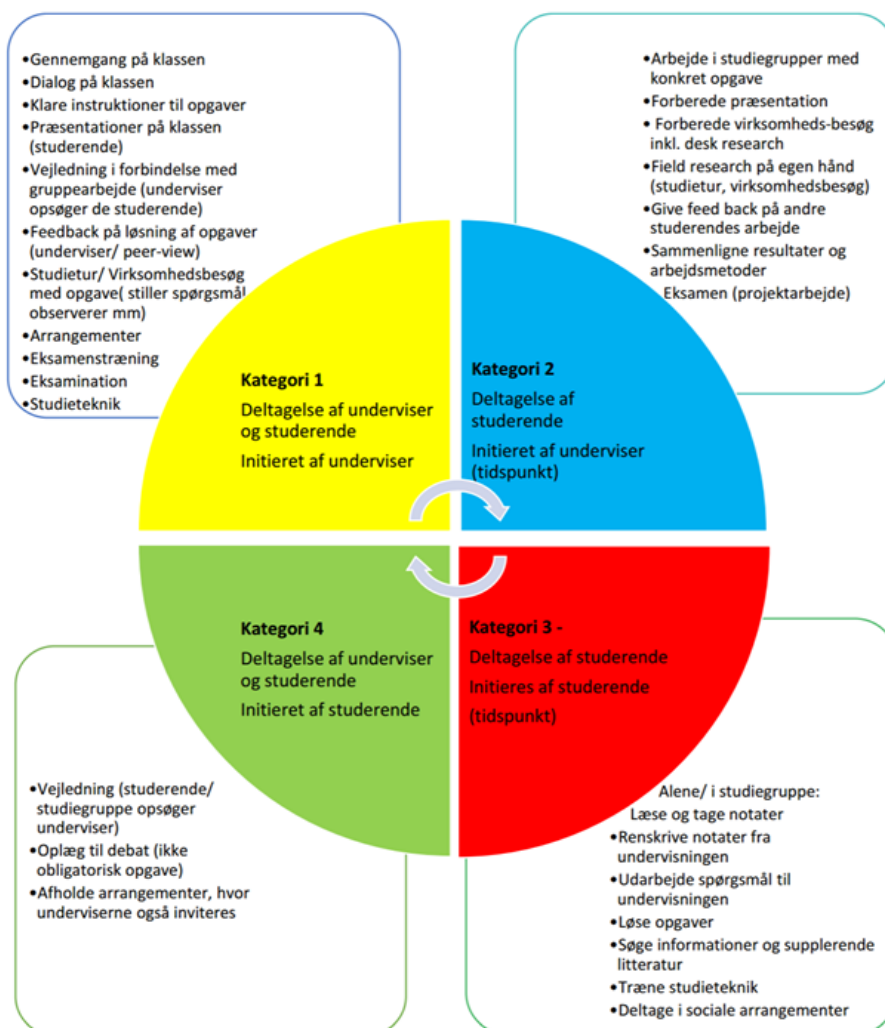 •Gennemgang på klassen
•Dialog på klassen
•Klare instruktioner til opgaver
•Præsentationer på klassen
(studerende)
•Vejledning i forbindelse med
gruppearbejde (underviser
opsøger de studerende)
•Feedback på løsning af opgaver
(underviser/ peer-view)
•Studietur/ Virksomhedsbesøg
med opgave( stiller spørgsmål
observerer mm)
•Arrangementer
•Eksamenstræning
•Eksamination
•Studieteknik
•Arbejde i studiegrupper med
konkret opgave
•Forberede præsentation
• Forberede virksomheds-besøg
inkl. desk research
•Field research på egen hånd
(studietur, virksomhedsbesøg)
•Give feed back på andre
studerendes arbejde
•Sammenligne resultater og
arbejdsmetoder
Eksamen (projektarbejde)
Kategori 1
Deltagelse af underviser
og studerende
Initieret af underviser
Kategori 2
Deltagelse af
studerende
Initieret af underviser
(tidspunkt)
Kategori 4
Deltagelse af underviser
og studerende
Initieret af studerende
Kategori 3 -
Deltagelse af studerende
Initieres af studerende
(tidspunkt)
•Vejledning (studerende/
studiegruppe opsøger
underviser)
•Oplæg til debat (ikke
obligatorisk opgave)
•Afholde arrangementer, hvor
underviserne også inviteres
Alene/ i studiegruppe:
Læse og tage notater
•Renskrive notater fra
undervisningen
•Udarbejde spørgsmål til
undervisningen
•Løse opgaver
•Søge informationer og supplerende
litteratur
•Træne studieteknik
•Deltage i sociale arrangementer